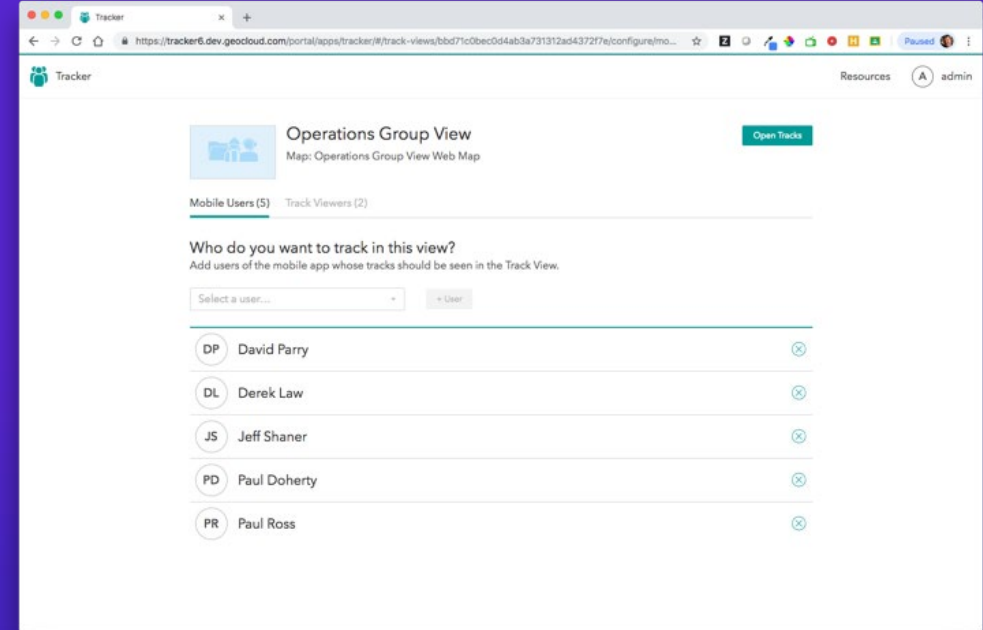 Tracker
https://tracker6.dev.geocloud.com/portal/apps/tracker/#/track-views/bbd71c0bec0d4ab3a731312ad4372f7e/configure/mo...
Z
H
Paused
Tracker
Resources
A
admin
Operations Group View
Open Tracks
Map: Operations Group View Web Map
Mobile Users (5)
Track Viewers (2)
Who do you want to track in this view?
Add users of the mobile app whose tracks should be seen in the Track View.
Select a user...
+ User
DP David Parry
DL Derek Law
JS Jeff Shaner
PD Paul Doherty
PR Paul Ross